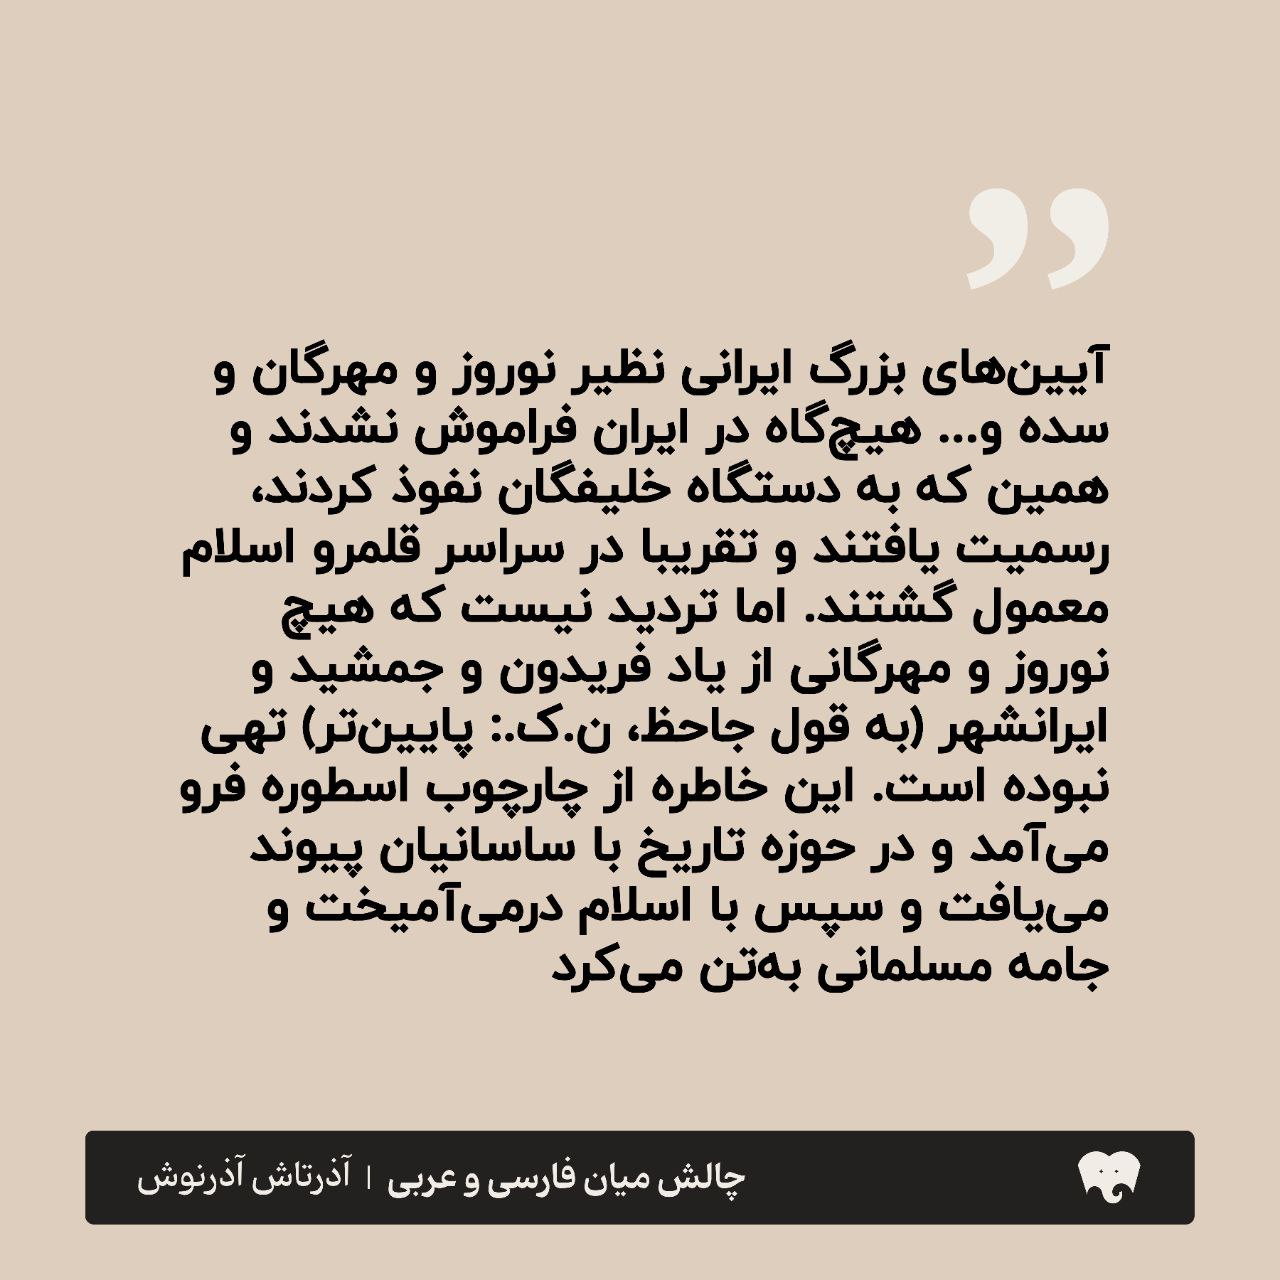 ”
آیین‌های بزرگ ایرانی نظیر نوروز و مهرگان و
سده و... هیچ‌گاه در ایران فراموش نشدند و
همین که به دستگاه خلیفگان نفوذ کردند،
رسمیت یافتند و تقریبا در سراسر قلمرو اسلام
معمول گشتند. اما تردید نیست که هیچ
نوروز و مهرگانی از یاد فریدون و جمشید و
ایرانشهر (به قول جاحظ، ن.ک.: پایین‌تر) تهی
نبوده است. این خاطره از چارچوب اسطوره فرو
می‌آمد و در حوزه تاریخ با ساسانیان پیوند
می‌یافت و سپس با اسلام درمی‌آمیخت و
جامه مسلمانی به‌تن می‌کرد
چالش میان فارسی و عربی | آذرتاش آذرنوش